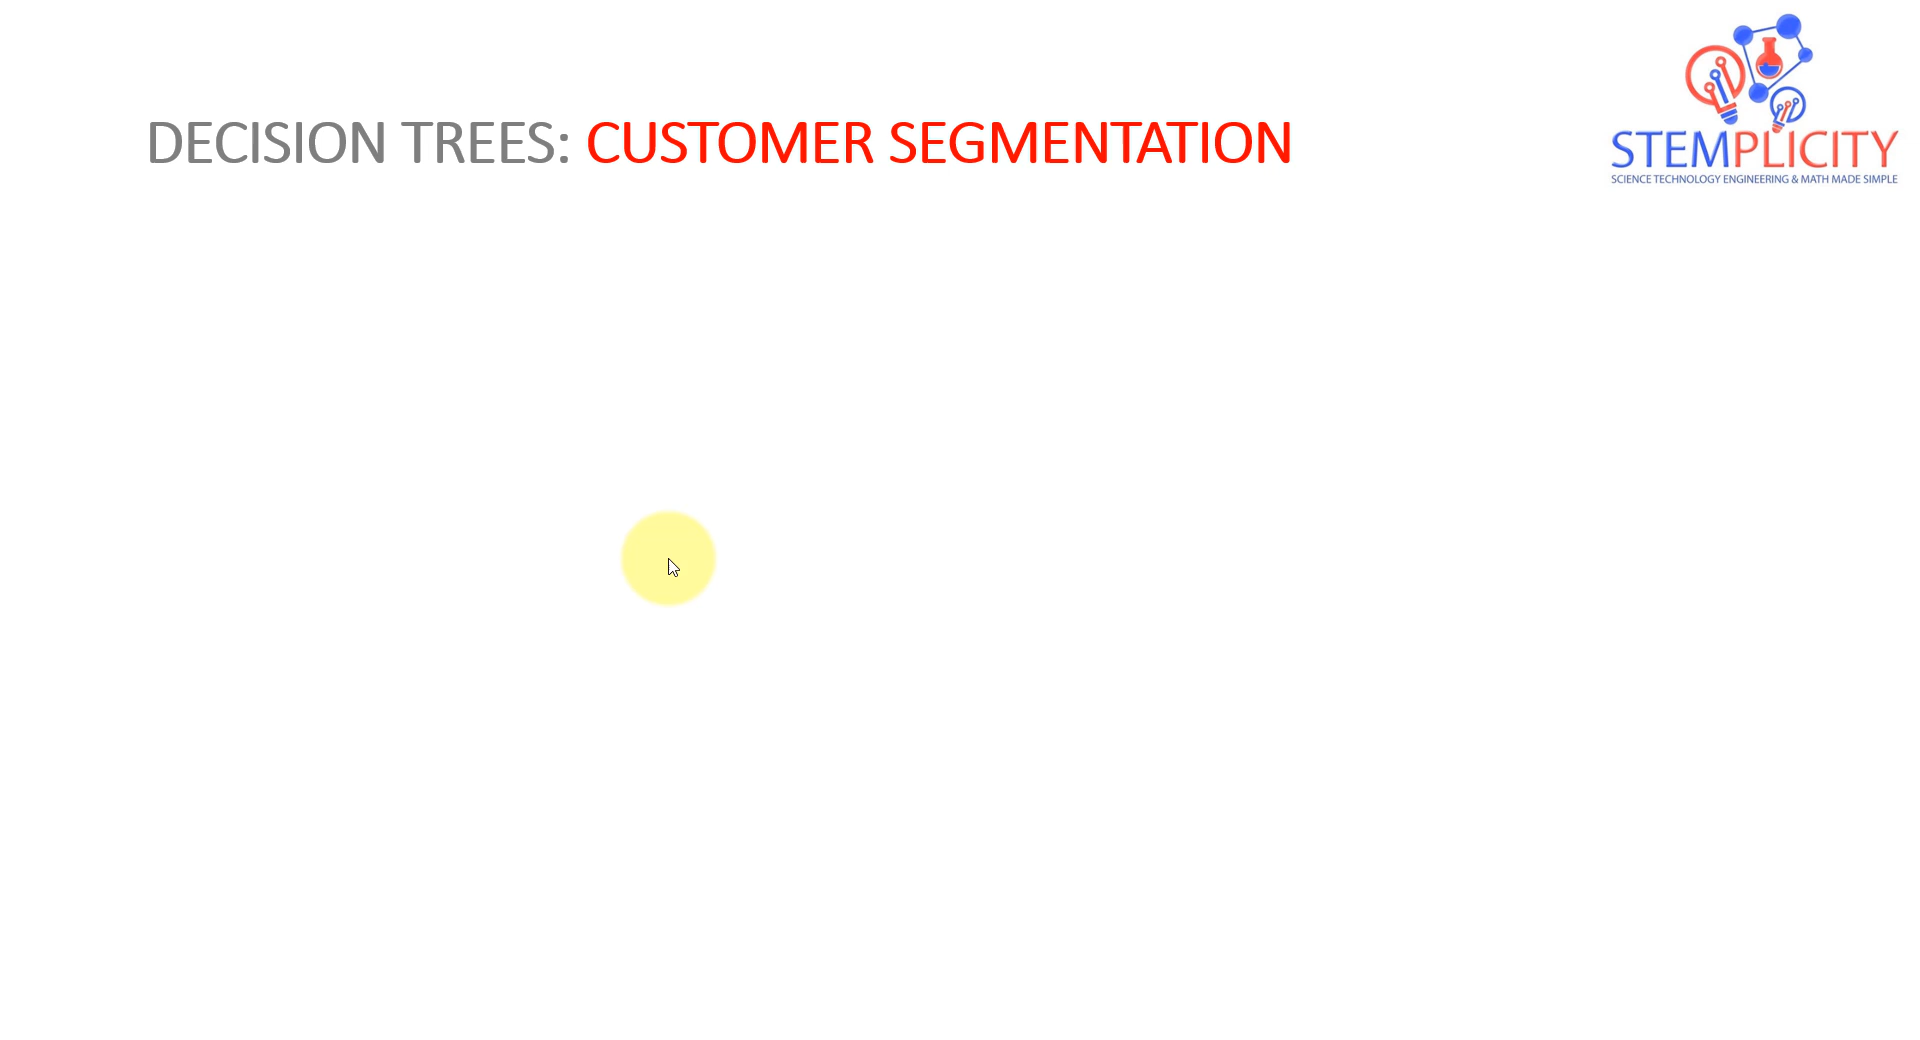 DECISION TREES: CUSTOMER SEGMENTATION
STEMPLICITY
SCIENCE TECHNOLOGY ENGINEERING & MATH MADE SIMPLE